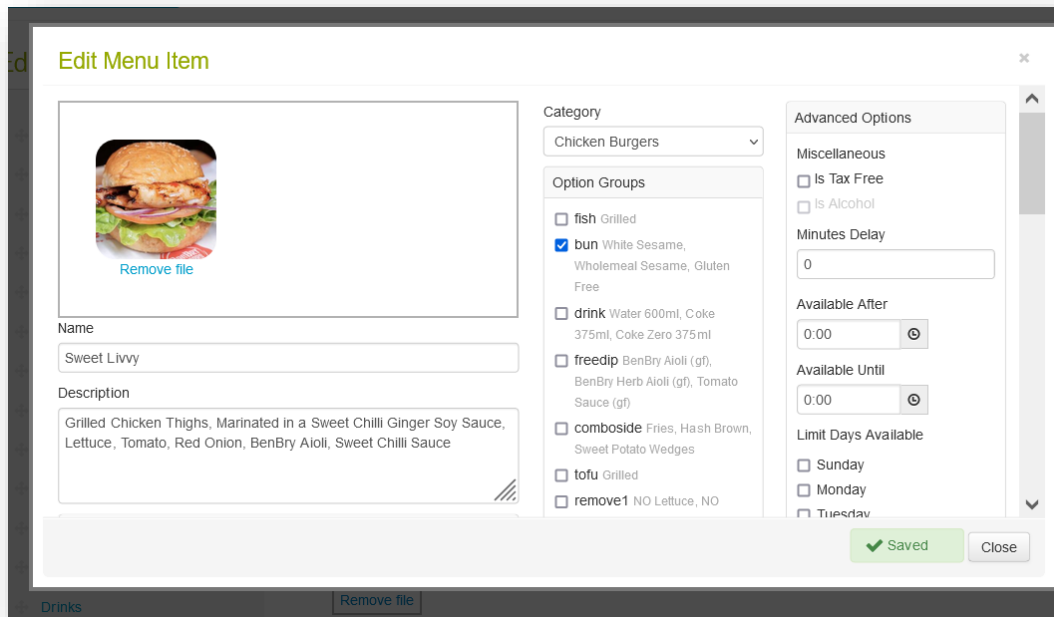 Ed
Edit Menu Item
×
Remove file
Name
Sweet Livvy
Description
Grilled Chicken Thighs, Marinated in a Sweet Chilli Ginger Soy Sauce,
Lettuce, Tomato, Red Onion, BenBry Aioli, Sweet Chilli Sauce
Category
Chicken Burgers
Option Groups
fish Grilled
bun White Sesame,
Wholemeal Sesame, Gluten
Free
drink Water 600ml, Coke
375ml, Coke Zero 375ml
freedip BenBry Aioli (gf),
BenBry Herb Aioli (gf), Tomato
Sauce (gf)
comboside Fries, Hash Brown,
Sweet Potato Wedges
tofu Grilled
remove1 NO Lettuce, NO
Advanced Options
Miscellaneous
Is Tax Free
Is Alcohol
Minutes Delay
0
Available After
0:00
Available Until
0:00
Limit Days Available
Sunday
Monday
Tuesday
Saved
Close
Drinks
Remove file